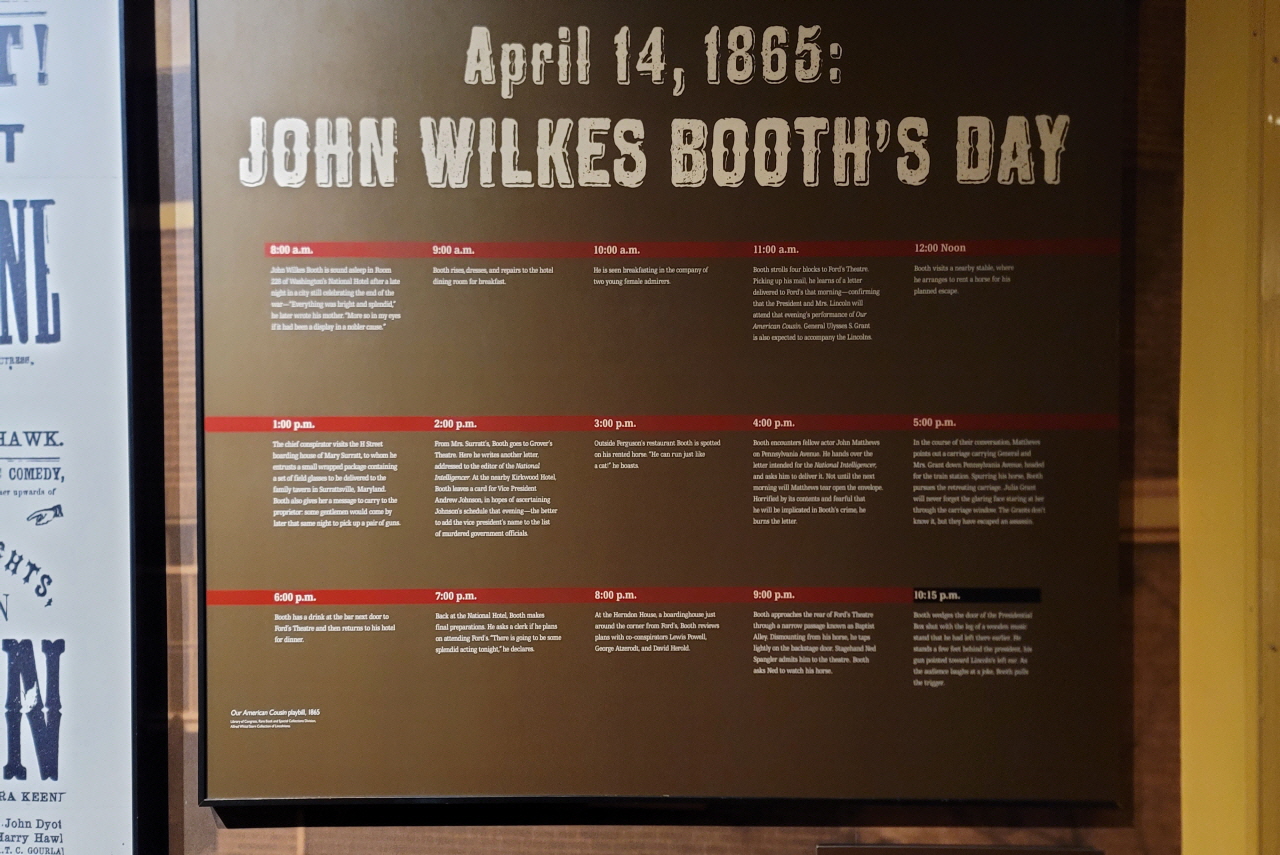 T!
T
NE
CTRESS.
HAWK.
COMEDY,
ser upwards of
GHTS,
N
N
RA KEENE
John Dyot
Harry Hawl
.T. C. GOURLA]
April 14, 1865:
JOHN WILKES BOOTH'S DAY
8:00 a.m.
John Wilkes Booth is sound asleep in Room
228 of Washington's National Hotel after a late
night in a city still celebrating the end of the
war—"Everything was bright and splendid,"
he later wrote his mother. "More so in my eyes
if it had been a display in a nobler cause."
9:00 a.m.
Booth rises, dresses, and repairs to the hotel
dining room for breakfast.
10:00 a.m.
He is seen breakfasting in the company of
two young female admirers.
11:00 a.m.
Booth strolls four blocks to Ford's Theatre.
Picking up his mail, he learns of a letter
delivered to Ford's that morning—confirming
that the President and Mrs. Lincoln will
attend that evening's performance of Our
American Cousin. General Ulysses S. Grant
is also expected to accompany the Lincolns.
12:00 Noon
Booth visits a nearby stable, where
he arranges to rent a horse for his
planned escape.
1:00 p.m.
The chief conspirator visits the H Street
boarding house of Mary Surratt, to whom he
entrusts a small wrapped package containing
a set of field glasses to be delivered to the
family tavern in Surrattsville, Maryland.
Booth also gives her a message to carry to the
proprietor: some gentlemen would come by
later that same night to pick up a pair of guns.
2:00 p.m.
From Mrs. Surratt's, Booth goes to Grover's
Theatre. Here he writes another letter,
addressed to the editor of the National
Intelligencer. At the nearby Kirkwood Hotel,
Booth leaves a card for Vice President
Andrew Johnson, in hopes of ascertaining
Johnson's schedule that evening—the better
to add the vice president's name to the list
of murdered government officials.
3:00 p.m.
Outside Ferguson's restaurant Booth is spotted
on his rented horse. "He can run just like
a cat!" he boasts.
4:00 p.m.
Booth encounters fellow actor John Matthews
on Pennsylvania Avenue. He hands over the
letter intended for the National Intelligencer,
and asks him to deliver it. Not until the next
morning will Matthews tear open the envelope.
Horrified by its contents and fearful that
he will be implicated in Booth's crime, he
burns the letter.
5:00 p.m.
In the course of their conversation, Matthews
points out a carriage carrying General and
Mrs. Grant down Pennsylvania Avenue, headed
for the train station. Spurring his horse, Booth
pursues the retreating carriage. Julia Grant
will never forget the glaring face staring at her
through the carriage window. The Grants don't
know it, but they have escaped an assassin.
6:00 p.m.
Booth has a drink at the bar next door to
Ford's Theatre and then returns to his hotel
for dinner.
7:00 p.m.
Back at the National Hotel, Booth makes
final preparations. He asks a clerk if he plans
on attending Ford's. "There is going to be some
splendid acting tonight," he declares.
8:00 p.m.
At the Herndon House, a boardinghouse just
around the corner from Ford's, Booth reviews
plans with co-conspirators Lewis Powell,
George Atzerodt, and David Herold.
9:00 p.m.
Booth approaches the rear of Ford's Theatre
through a narrow passage known as Baptist
Alley. Dismounting from his horse, he taps
lightly on the backstage door. Stagehand Ned
Spangler admits him to the theatre. Booth
asks Ned to watch his horse.
10:15 p.m.
Booth wedges the door of the Presidential
Box shut with the leg of a wooden music
stand that he had left there earlier. He
stands a few feet behind the president, his
gun pointed toward Lincoln's left ear. As
the audience laughs at a joke, Booth pulls
the trigger.
Our American Cousin playbill, 1865
Library of Congress, Rare Book and Special Collections Division,
Alfred Whital Stern Collection of Lincolniana